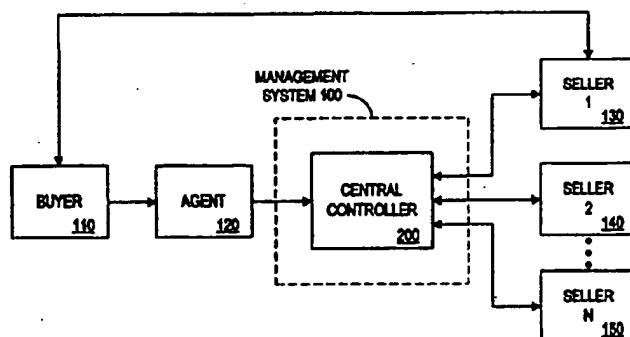 MANAGEMENT
SYSTEM 100
SELLER
1
130
BUYER
110
AGENT
120
CENTRAL
CONTROLLER
200
SELLER
2
140
SELLER
N
150